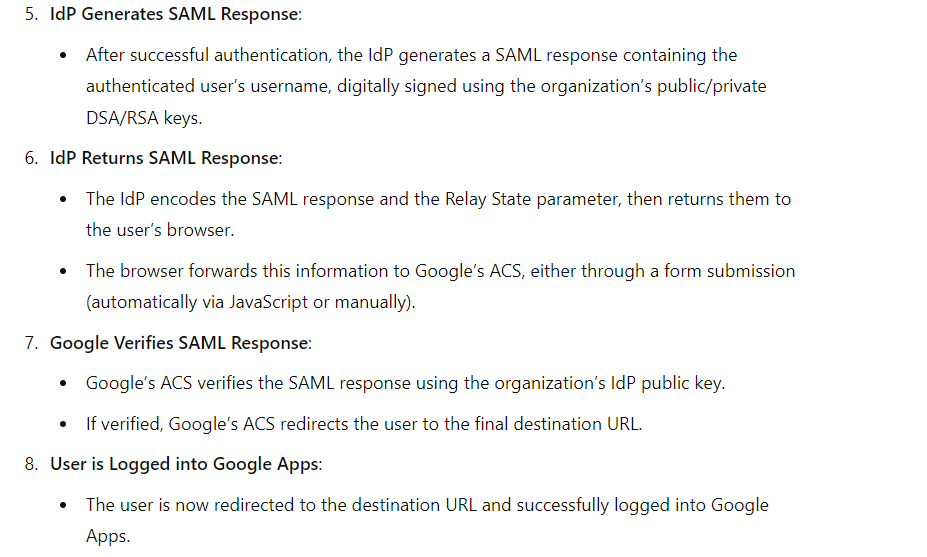 5. IdP Generates SAML Response:
• After successful authentication, the IdP generates a SAML response containing the
authenticated user’s username, digitally signed using the organization’s public/private
DSA/RSA keys.
6. IdP Returns SAML Response:
• The IdP encodes the SAML response and the Relay State parameter, then returns them to
the user’s browser.
• The browser forwards this information to Google’s ACS, either through a form submission
(automatically via JavaScript or manually).
7. Google Verifies SAML Response:
• Google’s ACS verifies the SAML response using the organization’s IdP public key.
• If verified, Google’s ACS redirects the user to the final destination URL.
8. User is Logged into Google Apps:
• The user is now redirected to the destination URL and successfully logged into Google
Apps.